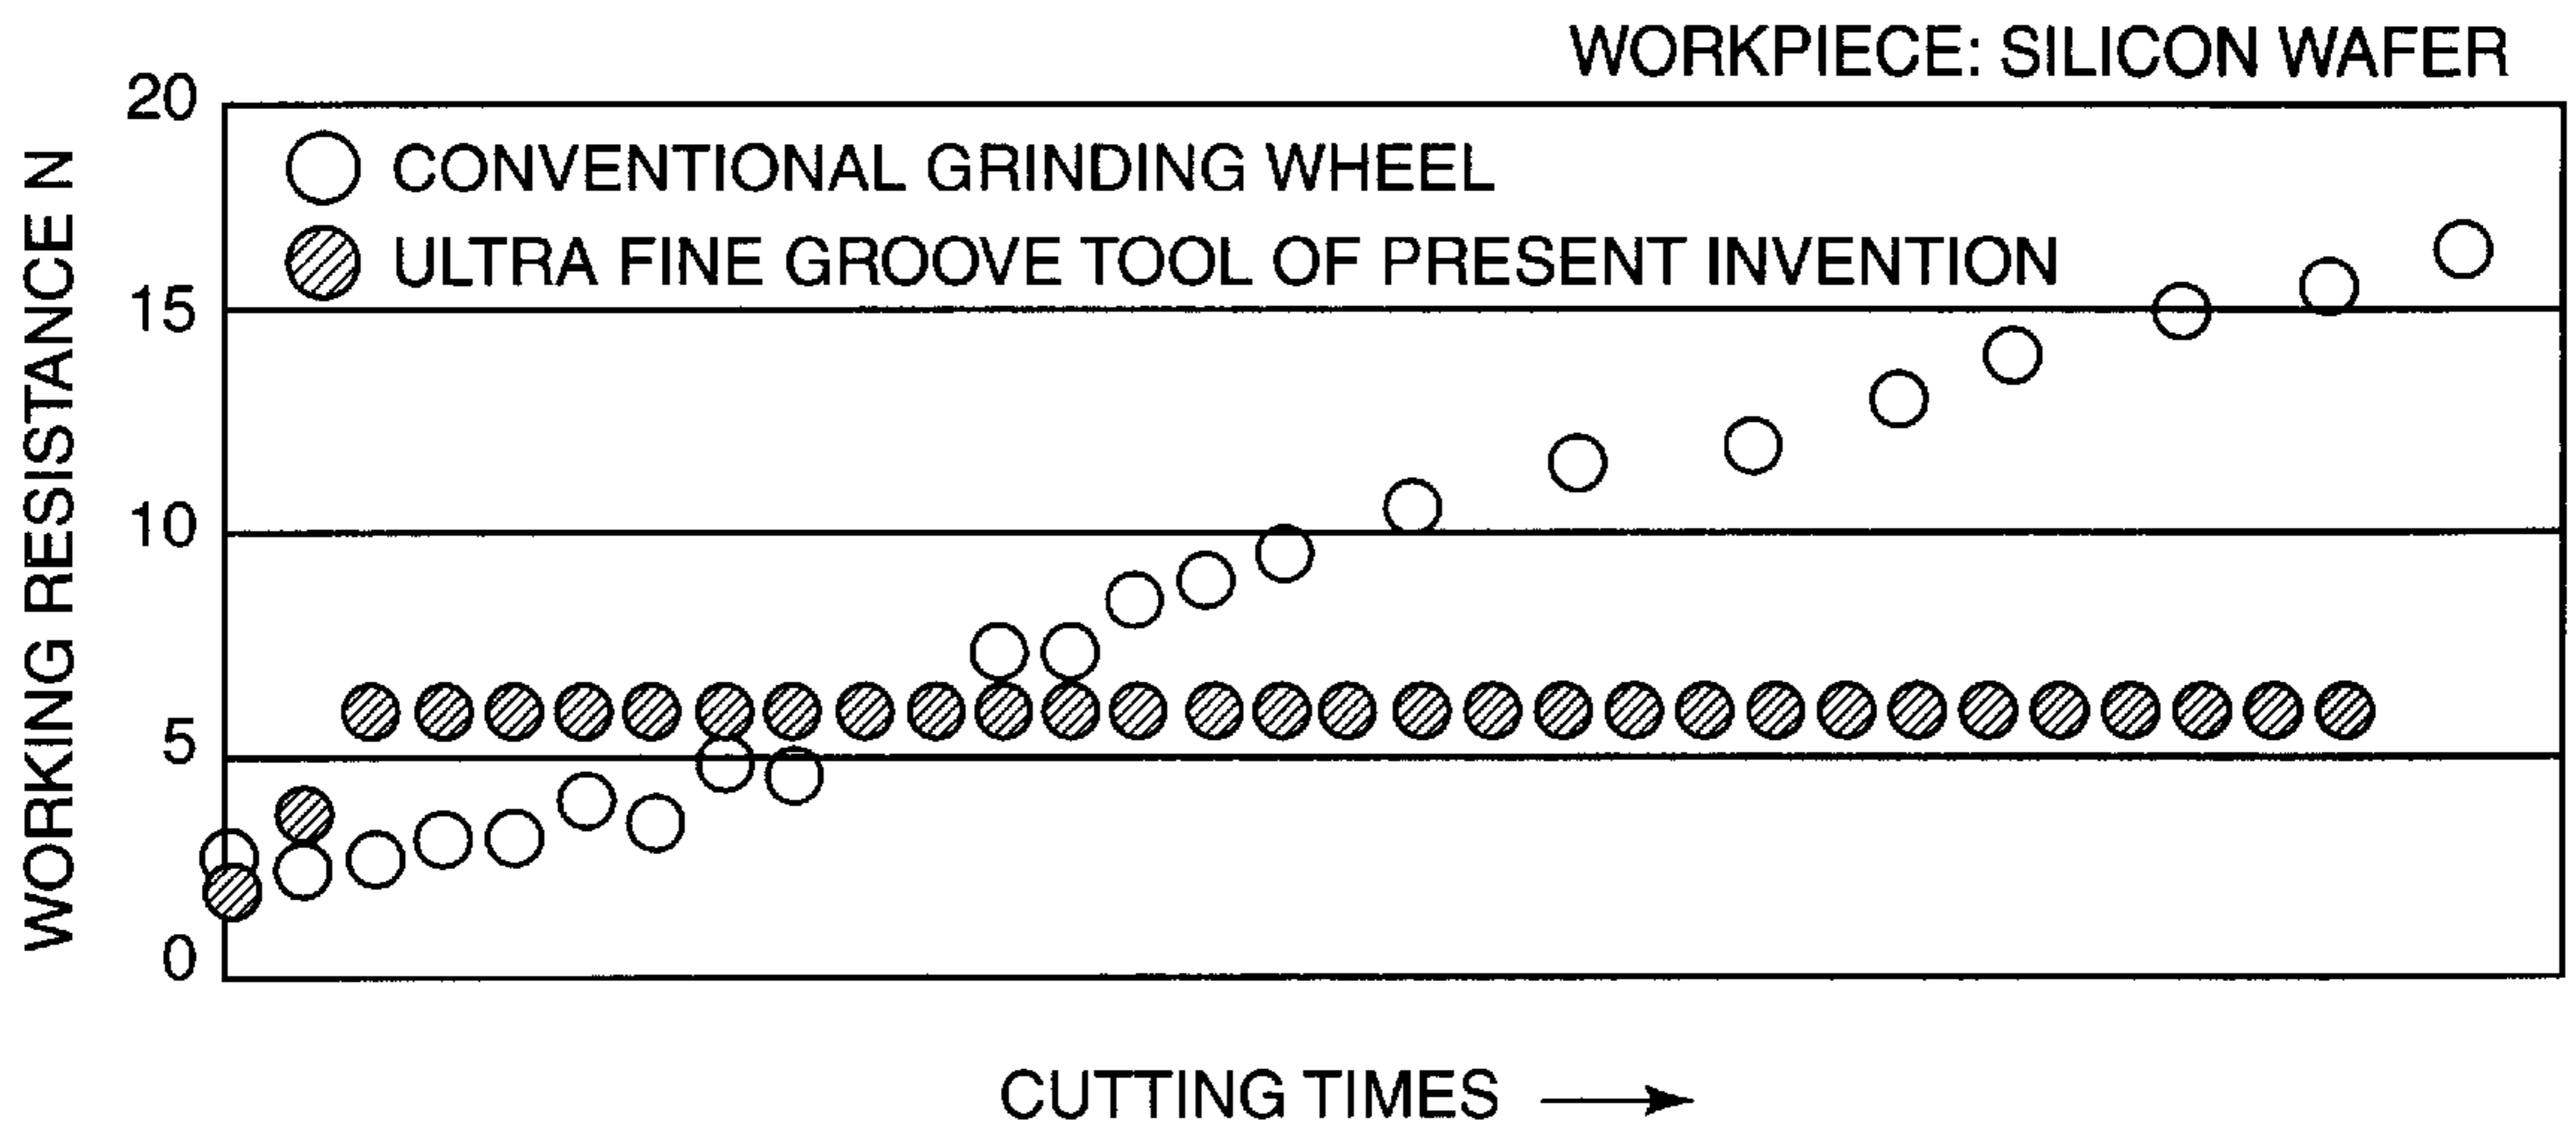 WORKPIECE: SILICON WAFER
20
CONVENTIONAL GRINDING WHEEL
ULTRA FINE GROOVE TOOL OF PRESENT INVENTION
15
10
5
0
WORKING RESISTANCE N
CUTTING TIMES